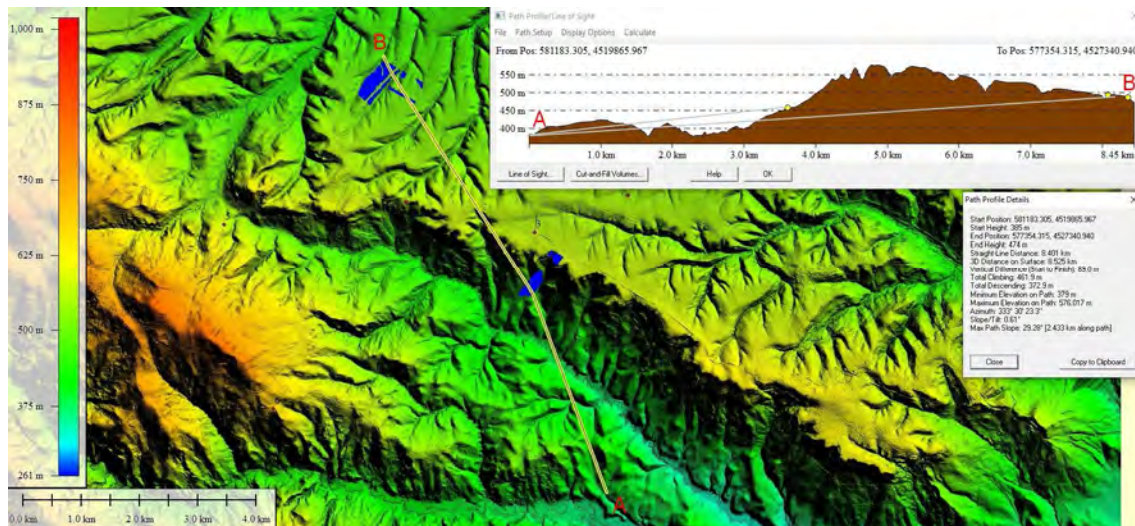 1,000 m
875 m
750 m
625 m
500 m
375 m
261 m
0.0 km 1.0 km 2.0 km 3.0 km 4.0 km
B
A
Path Profile/Line of Sight
File Path Setup Display Options Calculate
From Pos: 581183.305, 4519865.967 To Pos: 577354.315, 4527340.940
550 m
500 m
450 m
400 m
A
B
1.0 km 2.0 km 3.0 km 4.0 km 5.0 km 6.0 km 7.0 km 8.45 km
Line of Sight... Cut-and-Fill Volumes... Help OK
Path Profile Details
Start Position: 581183.305, 4519865.967
Start Height: 385 m
End Position: 577354.315, 4527340.940
End Height: 474 m
Straight-Line Distance: 8.401 km
3D Distance on Surface: 8.525 km
Vertical Difference (Start to Finish): 89.0 m
Total Climbing: 461.9 m
Total Descending: 372.9 m
Minimum Elevation on Path: 379 m
Maximum Elevation on Path: 576.017 m
Azimuth: 333° 30' 23.3"
Slope/Tilt: 0.61°
Max Path Slope: 29.28° [2.433 km along path]
Close Copy to Clipboard